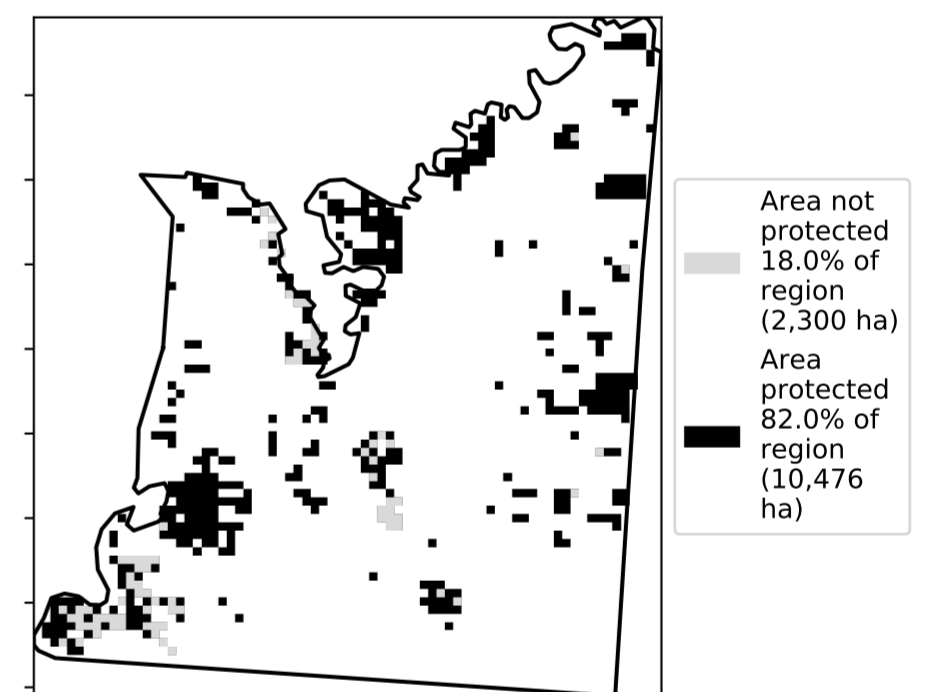 Area not
protected
18.0% of
region
(2,300 ha)
Area
protected
82.0% of
region
(10,476
ha)